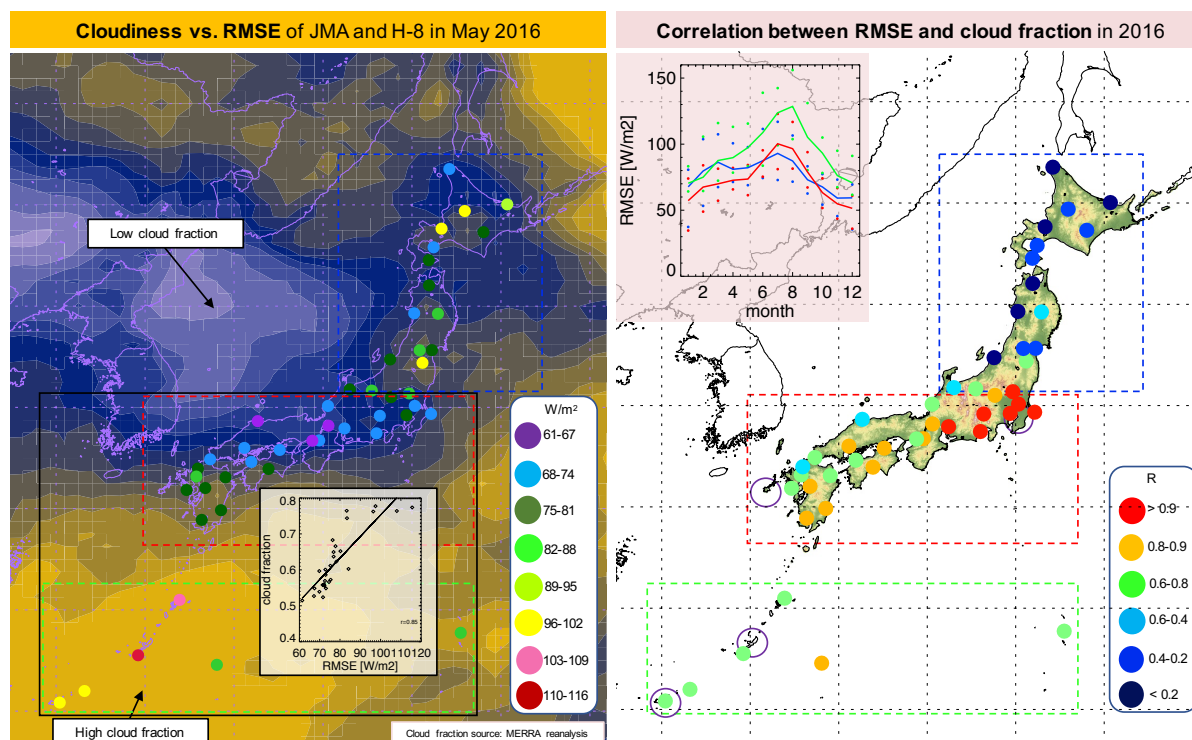 Cloudiness vs. RMSE of JMA and H-8 in May 2016
Low cloud fraction
W/m²
61-67
68-74
75-81
82-88
89-95
96-102
103-109
110-116
0.8
0.7
0.6
0.5
0.4
cloud fraction
r=0.85
60 70 80 90 100 110 120
RMSE [W/m2]
High cloud fraction
Cloud fraction source: MERRA reanalysis
Correlation between RMSE and cloud fraction in 2016
150
100
50
0
RMSE [W/m2]
2 4 6 8 10 12
month
R
> 0.9
0.8-0.9
0.6-0.8
0.6-0.4
0.4-0.2
< 0.2